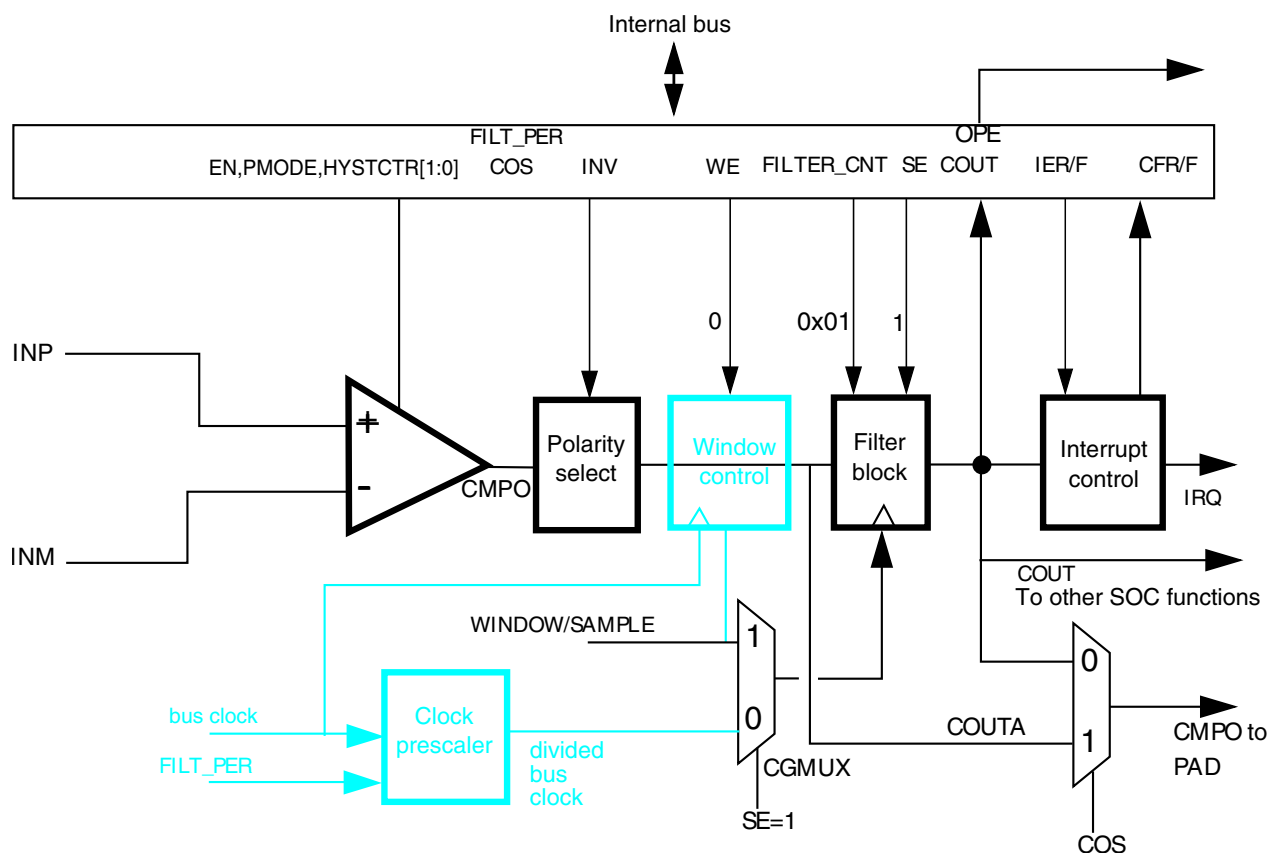 Internal bus
FILT_PER
OPE
EN,PMODE,HYSTCTR[1:0] COS INV WE FILTER_CNT SE COUT IER/F CFR/F
0 0x01 1
INP
+
-
CMPO
Polarity
select
Window
control
Filter
block
Interrupt
control
IRQ
INM
COUT
To other SOC functions
WINDOW/SAMPLE
1
0
0
1
bus clock
FILT_PER
Clock
prescaler
divided
bus
clock
CGMUX
SE=1
COUTA
CMPO to
PAD
COS